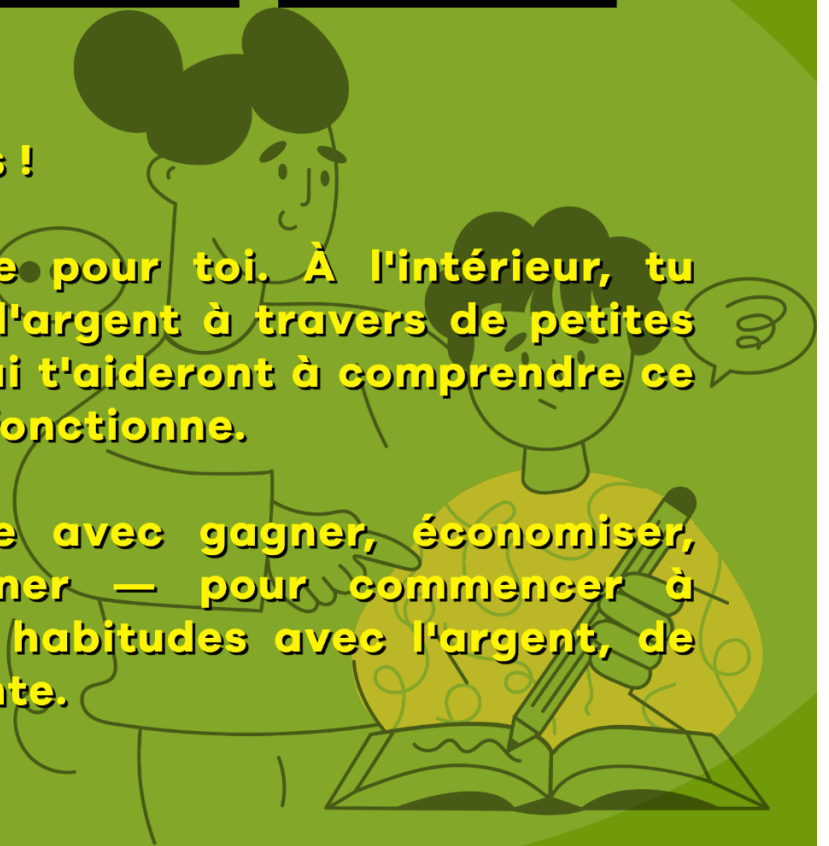 s !
e pour toi. À l'intérieur, tu
l'argent à travers de petites
ui t'aideront à comprendre ce
fonctionne.
e avec gagner, économiser,
ner — pour commencer à
habitudes avec l'argent, de
nte.